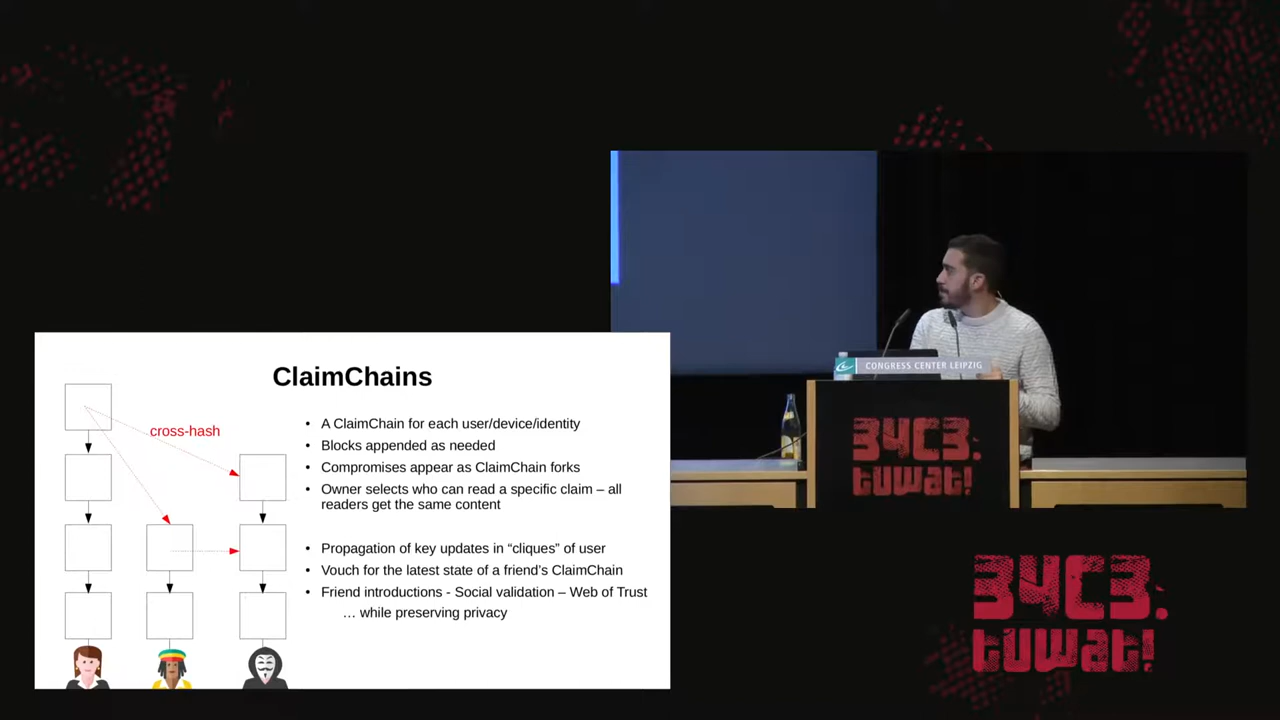 ClaimChains
cross-hash
• A ClaimChain for each user/device/identity
• Blocks appended as needed
• Compromises appear as ClaimChain forks
• Owner selects who can read a specific claim – all
readers get the same content
• Propagation of key updates in “cliques” of user
• Vouch for the latest state of a friend’s ClaimChain
• Friend introductions - Social validation – Web of Trust
… while preserving privacy
CONGRESS CENTER LEIPZIG
34C3:
tuwat!
34C3:
tuwat!